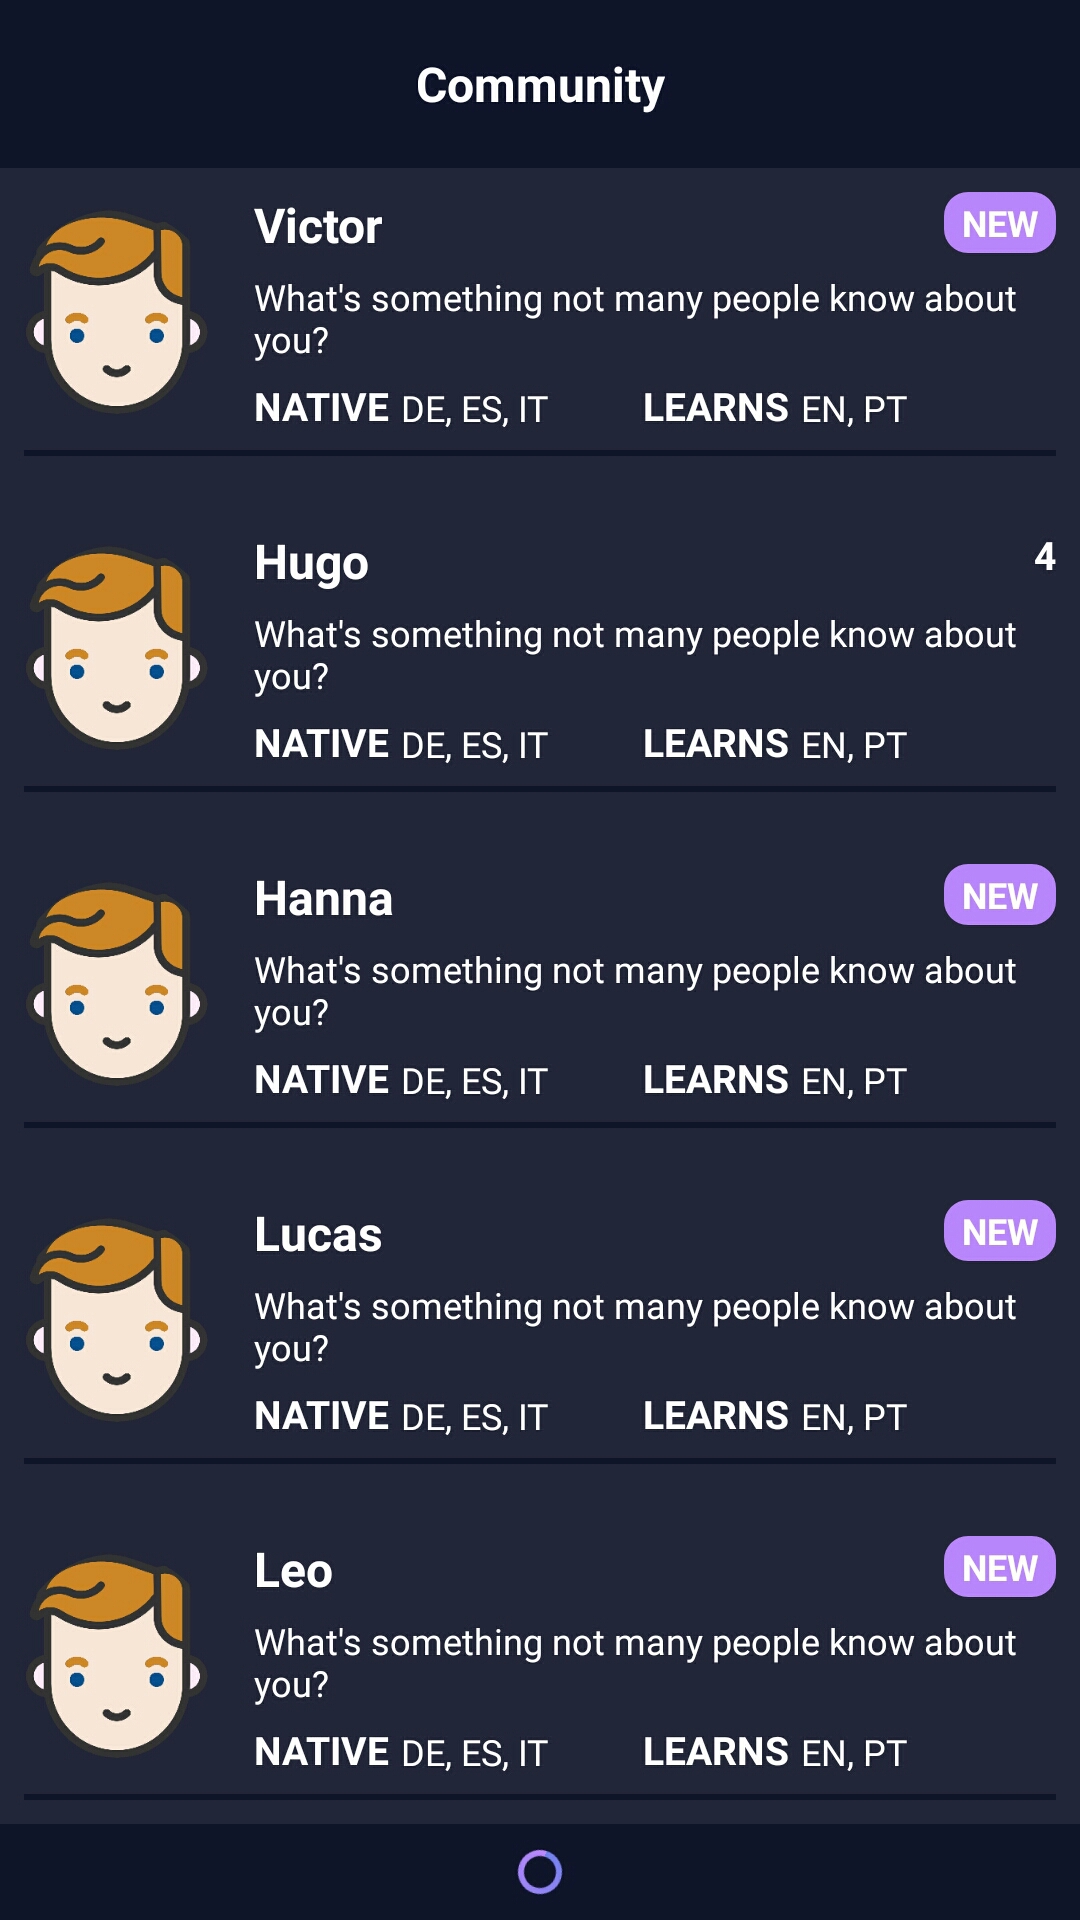 Community
Victor
NEW
What's something not many people know about
you?
NATIVE DE, ES, IT LEARNS EN, PT
Hugo
4
What's something not many people know about
you?
NATIVE DE, ES, IT LEARNS EN, PT
Hanna
NEW
What's something not many people know about
you?
NATIVE DE, ES, IT LEARNS EN, PT
Lucas
NEW
What's something not many people know about
you?
NATIVE DE, ES, IT LEARNS EN, PT
Leo
NEW
What's something not many people know about
you?
NATIVE DE, ES, IT LEARNS EN, PT